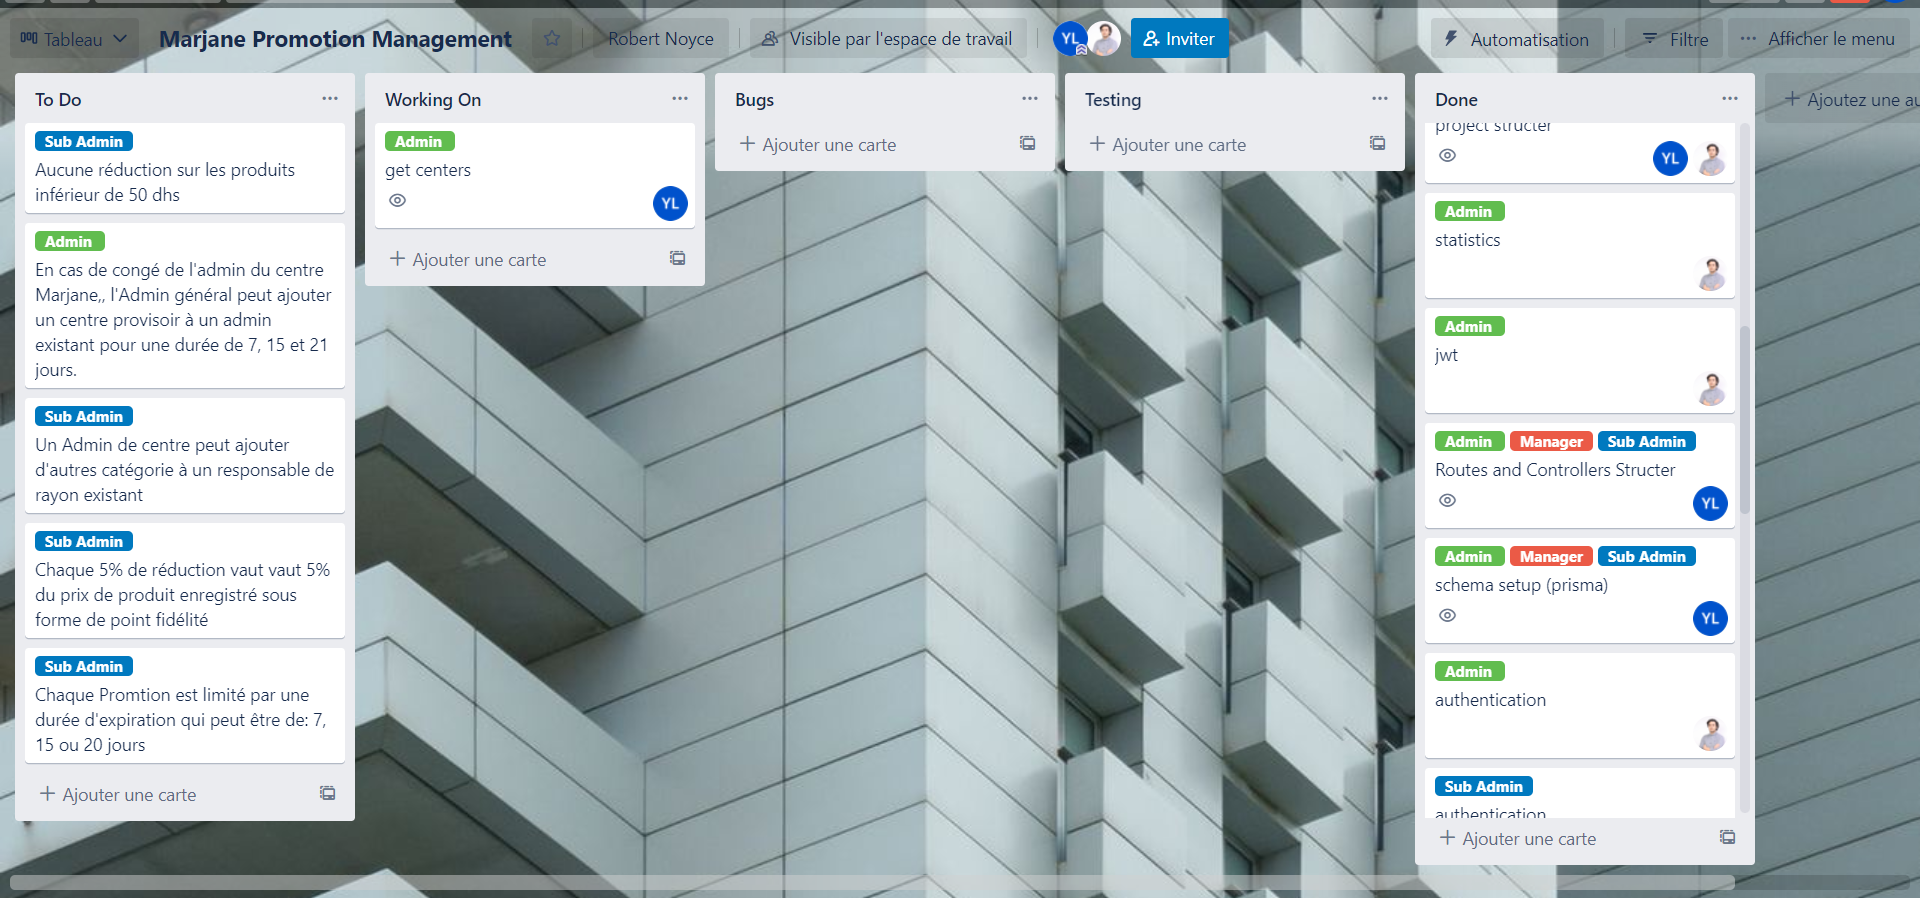 Tableau
Marjane Promotion Management
Robert Noyce
Visible par l'espace de travail
YL
Inviter
Automatisation
Filtre
Afficher le menu
To Do
Sub Admin
Aucune réduction sur les produits
inférieur de 50 dhs
Admin
En cas de congé de l'admin du centre
Marjane,, l'Admin général peut ajouter
un centre provisoir à un admin
existant pour une durée de 7, 15 et 21
jours.
Sub Admin
Un Admin de centre peut ajouter
d'autres catégorie à un responsable de
rayon existant
Sub Admin
Chaque 5% de réduction vaut vaut 5%
du prix de produit enregistré sous
forme de point fidélité
Sub Admin
Chaque Promtion est limité par une
durée d'expiration qui peut être de: 7,
15 ou 20 jours
Ajouter une carte
Working On
Admin
get centers
YL
Ajouter une carte
Bugs
Ajouter une carte
Testing
Ajouter une carte
Done
project structer
YL
Admin
statistics
Admin
jwt
Admin Manager Sub Admin
Routes and Controllers Structer
YL
Admin Manager Sub Admin
schema setup (prisma)
YL
Admin
authentication
Sub Admin
authentication
Ajouter une carte
Ajoutez une au